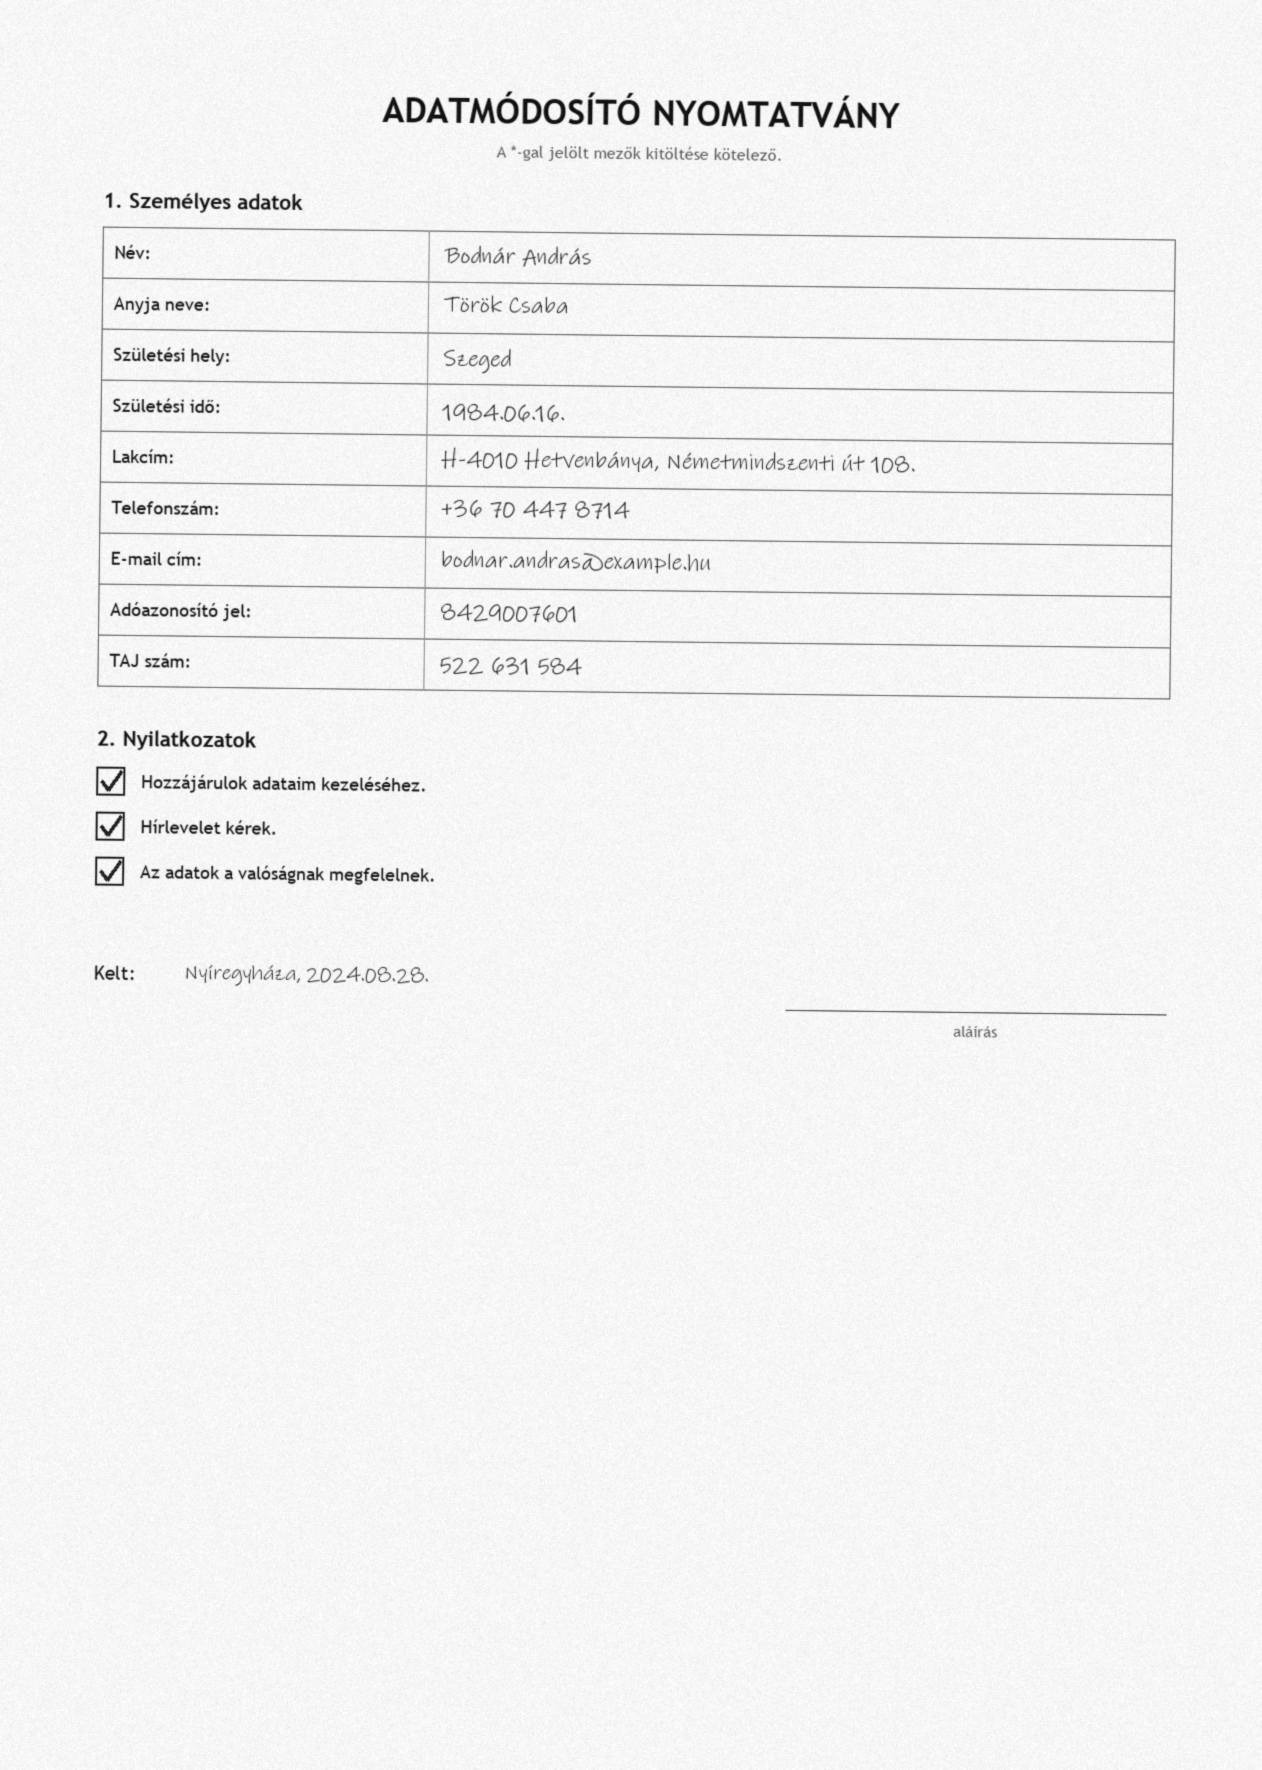 ADATMÓDOSÍTÓ NYOMTATVÁNY
A *-gal jelölt mezők kitöltése kötelező.
1. Személyes adatok
Név: Bodnár András
Anyja neve: Török Csaba
Születési hely: Szeged
Születési idő: 1984.06.16.
Lakcím: H-4010 Hetvenbánya, Németmindszenti út 108.
Telefonszám: +36 70 447 8714
E-mail cím: bodnar.andras@example.hu
Adóazonosító jel: 8429007601
TAJ szám: 522 631 584
2. Nyilatkozatok
Hozzájárulok adataim kezeléséhez.
Hírlevelet kérek.
Az adatok a valóságnak megfelelnek.
Kelt: Nyíregyháza, 2024.08.28.
aláírás